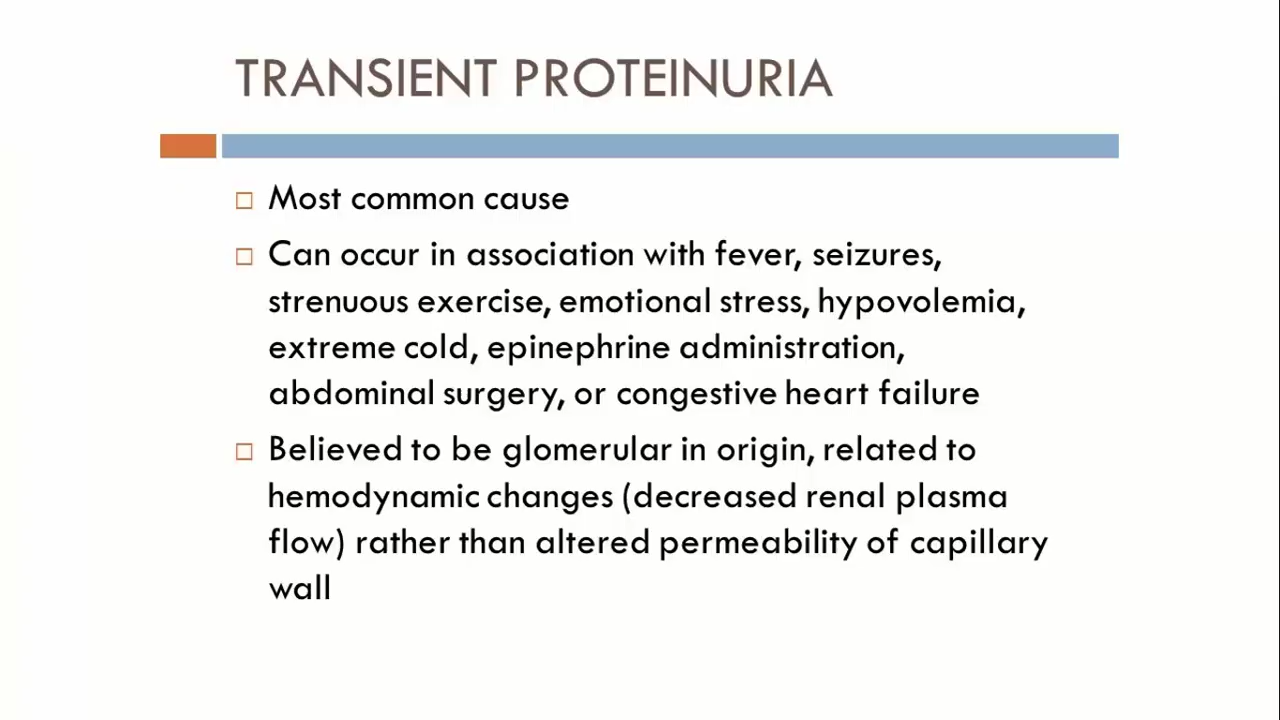 TRANSIENT PROTEINURIA
Most common cause
Can occur in association with fever, seizures,
strenuous exercise, emotional stress, hypovolemia,
extreme cold, epinephrine administration,
abdominal surgery, or congestive heart failure
Believed to be glomerular in origin, related to
hemodynamic changes (decreased renal plasma
flow) rather than altered permeability of capillary
wall